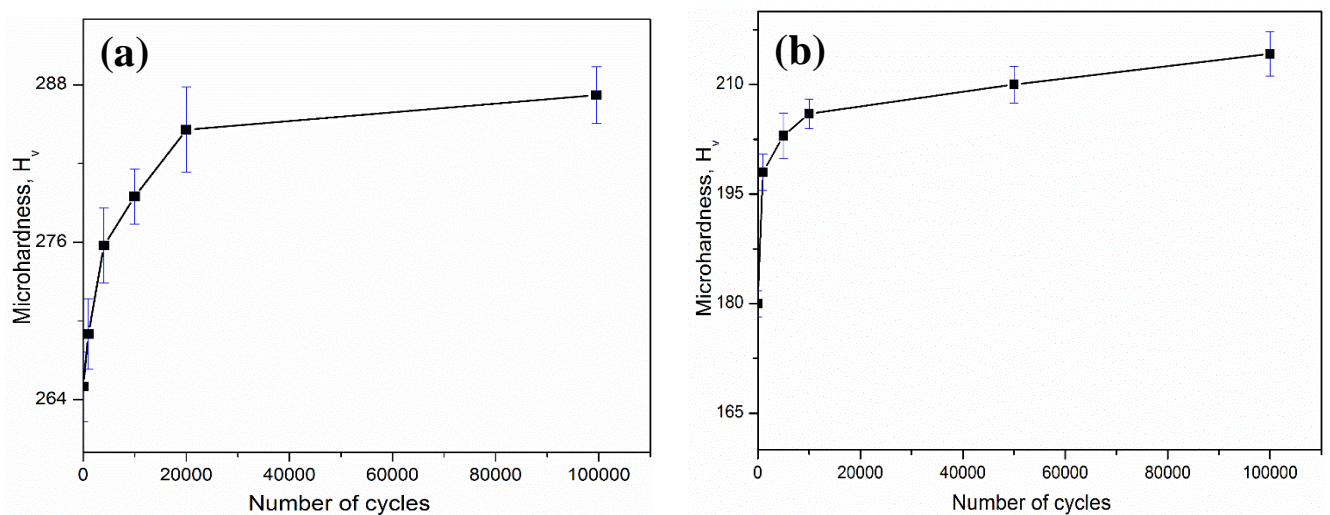 (a)
288
276
264
Microhardness, Hv
0 20000 40000 60000 80000 100000
Number of cycles
(b)
210
195
180
165
Microhardness, Hv
0 20000 40000 60000 80000 100000
Number of cycles